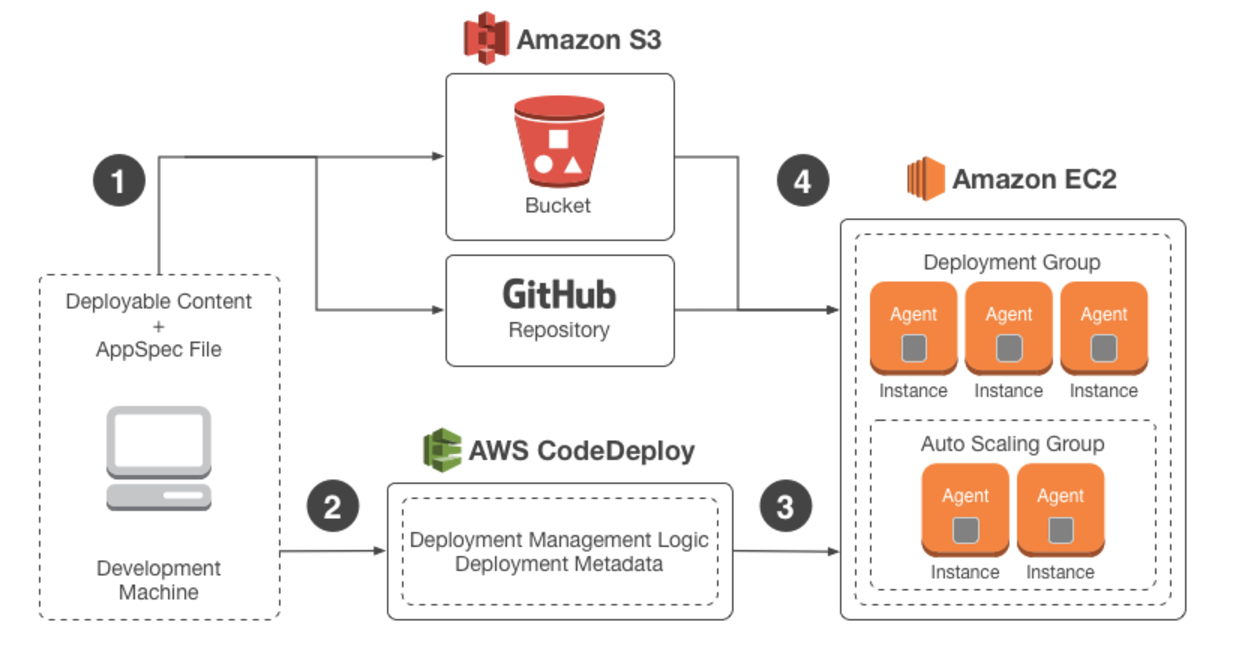 Amazon S3
Bucket
1
4
Amazon EC2
Deployable Content
+
AppSpec File
GitHub
Repository
Deployment Group
Agent Agent Agent
Instance Instance Instance
Development
Machine
2
AWS CodeDeploy
Deployment Management Logic
Deployment Metadata
3
Auto Scaling Group
Agent Agent
Instance Instance